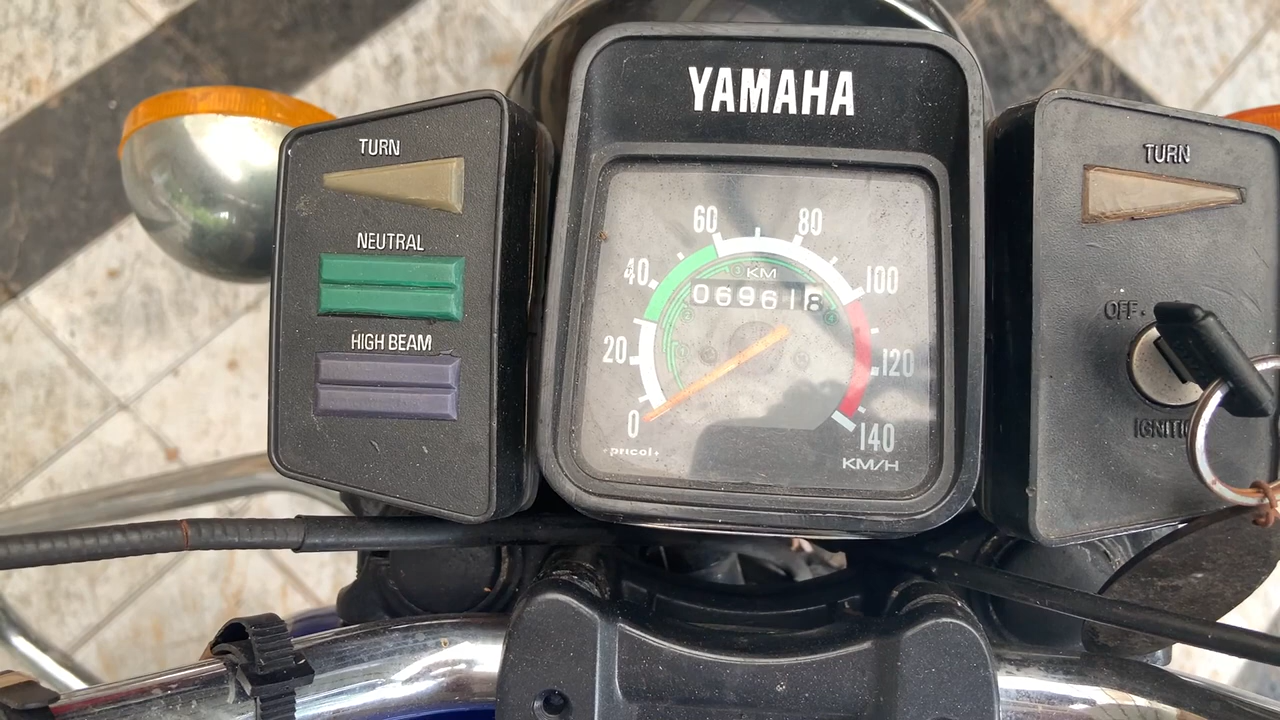 YAMAHA
TURN
NEUTRAL
HIGH BEAM
0
20
40
60
80
100
120
140
KM
069618
KM/H
pricol
TURN
OFF